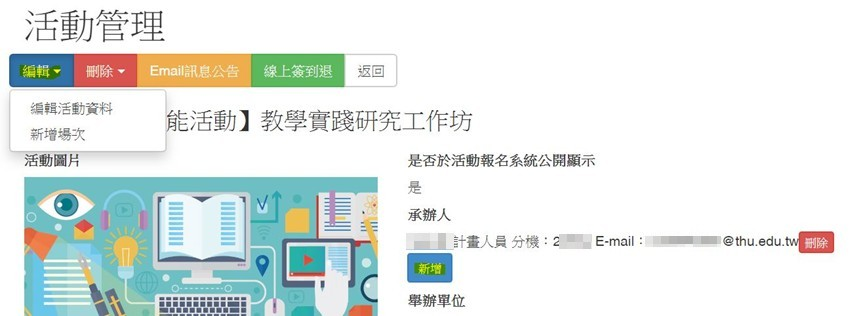 活動管理
編輯 刪除 Email訊息公告 線上簽到退 返回
編輯活動資料
新增場次
能活動】教學實踐研究工作坊
活動圖片
是否於活動報名系統公開顯示
是
承辦人
計畫人員 分機：2 E-mail： @thu.edu.tw 刪除
新增
舉辦單位